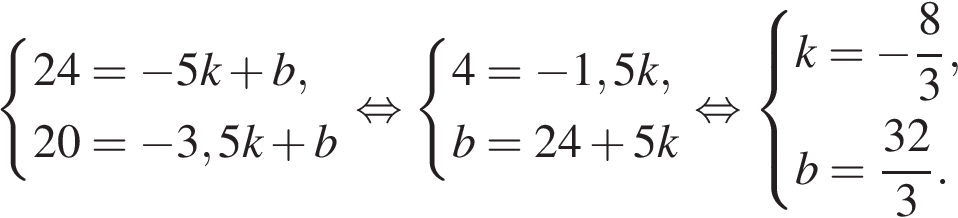 { 24 = −5k + b, 20 = −3,5k + b ⇔ { 4 = −1,5k, b = 24 + 5k ⇔ { k = −8/3, b = 32/3.